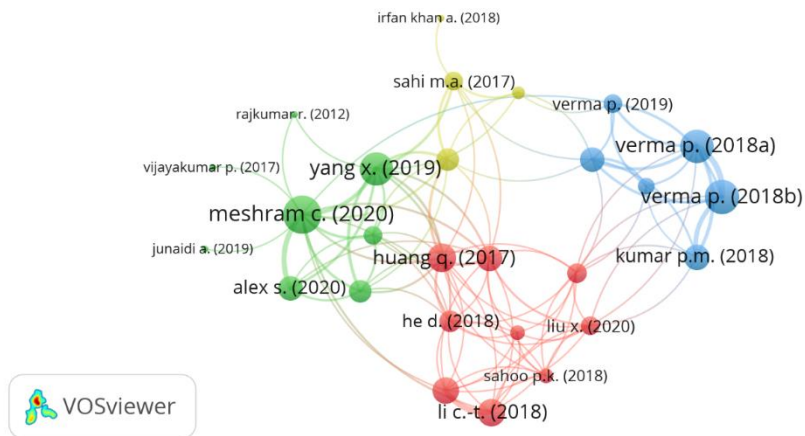 irfan khan a. (2018)
sahi m.a. (2017)
verma p. (2019)
rajkumar r. (2012)
verma p. (2018a)
yang x. (2019)
vijayakumar p. (2017)
verma p. (2018b)
meshram c. (2020)
junaidi a. (2019)
huang q. (2017)
kumar p.m. (2018)
alex s. (2020)
he d. (2018)
liu x. (2020)
sahoo p.k. (2018)
li c.-t. (2018)
VOSviewer